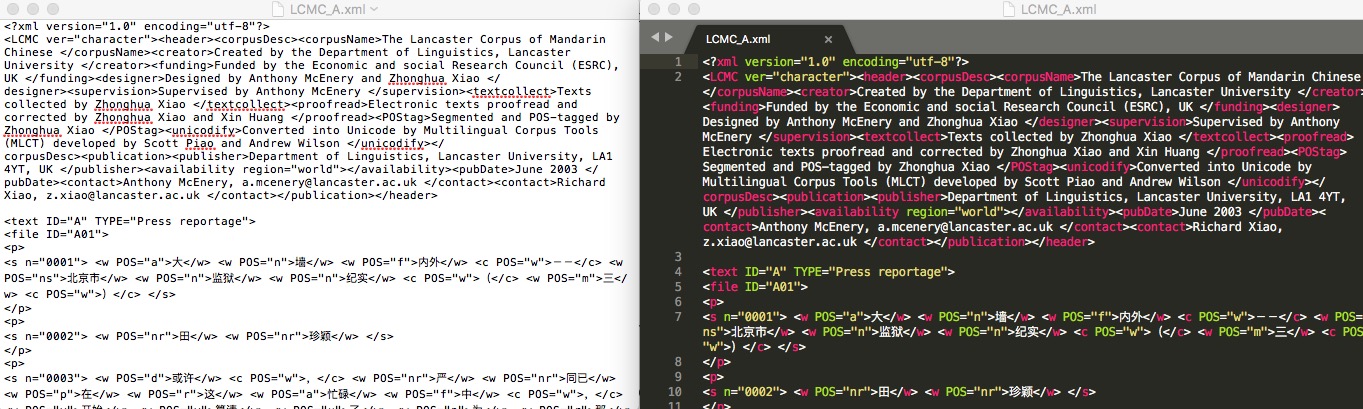 LCMC_A.xml
<?xml version="1.0" encoding="utf-8"?>
<LCMC ver="character"><header><corpusDesc><corpusName>The Lancaster Corpus of Mandarin
Chinese </corpusName><creator>Created by the Department of Linguistics, Lancaster
University </creator><funding>Funded by the Economic and social Research Council (ESRC),
UK </funding><designer>Designed by Anthony McEnery and Zhonghua Xiao </
designer><supervision>Supervised by Anthony McEnery </supervision><textcollect>Texts
collected by Zhonghua Xiao </textcollect><proofread>Electronic texts proofread and
corrected by Zhonghua Xiao and Xin Huang </proofread><POStag>Segmented and POS-tagged by
Zhonghua Xiao </POStag><unicodify>Converted into Unicode by Multilingual Corpus Tools
(MLCT) developed by Scott Piao and Andrew Wilson </unicodify></
corpusDesc><publication><publisher>Department of Linguistics, Lancaster University, LA1
4YT, UK </publisher><availability region="world"></availability><pubDate>June 2003 </
pubDate><contact>Anthony McEnery, a.mcenery@lancaster.ac.uk </contact><contact>Richard
Xiao, z.xiao@lancaster.ac.uk </contact></publication></header>
<text ID="A" TYPE="Press reportage">
<file ID="A01">
<p>
<s n="0001"> <w POS="a">大</w> <w POS="n">墙</w> <w POS="f">内外</w> <c POS="w">——</c> <w
POS="ns">北京市</w> <w POS="n">监狱</w> <w POS="n">纪实</w> <c POS="w">（</c> <w POS="m">三</
w> <c POS="w">）</c> </s>
</p>
<p>
<s n="0002"> <w POS="nr">田</w> <w POS="nr">珍颖</w> </s>
</p>
<p>
<s n="0003"> <w POS="d">或许</w> <c POS="w">，</c> <w POS="nr">严</w> <w POS="nr">同已</w>
<w POS="p">在</w> <w POS="r">这</w> <w POS="a">忙碌</w> <w POS="f">中</w> <c POS="w">，</c>
LCMC_A.xml
LCMC_A.xml ×
1 <?xml version="1.0" encoding="utf-8"?>
2 <LCMC ver="character"><header><corpusDesc><corpusName>The Lancaster Corpus of Mandarin Chinese
</corpusName><creator>Created by the Department of Linguistics, Lancaster University </creator>
<funding>Funded by the Economic and social Research Council (ESRC), UK </funding><designer>
Designed by Anthony McEnery and Zhonghua Xiao </designer><supervision>Supervised by Anthony
McEnery </supervision><textcollect>Texts collected by Zhonghua Xiao </textcollect><proofread>
Electronic texts proofread and corrected by Zhonghua Xiao and Xin Huang </proofread><POStag>
Segmented and POS-tagged by Zhonghua Xiao </POStag><unicodify>Converted into Unicode by
Multilingual Corpus Tools (MLCT) developed by Scott Piao and Andrew Wilson </unicodify></
corpusDesc><publication><publisher>Department of Linguistics, Lancaster University, LA1 4YT,
UK </publisher><availability region="world"></availability><pubDate>June 2003 </pubDate><
contact>Anthony McEnery, a.mcenery@lancaster.ac.uk </contact><contact>Richard Xiao,
z.xiao@lancaster.ac.uk </contact></publication></header>
3
4 <text ID="A" TYPE="Press reportage">
5 <file ID="A01">
6 <p>
7 <s n="0001"> <w POS="a">大</w> <w POS="n">墙</w> <w POS="f">内外</w> <c POS="w">——</c> <w POS=
ns">北京市</w> <w POS="n">监狱</w> <w POS="n">纪实</w> <c POS="w">（</c> <w POS="m">三</w> <c POS
"w">）</c> </s>
8 </p>
9 <p>
10 <s n="0002"> <w POS="nr">田</w> <w POS="nr">珍颖</w> </s>
11 </p>